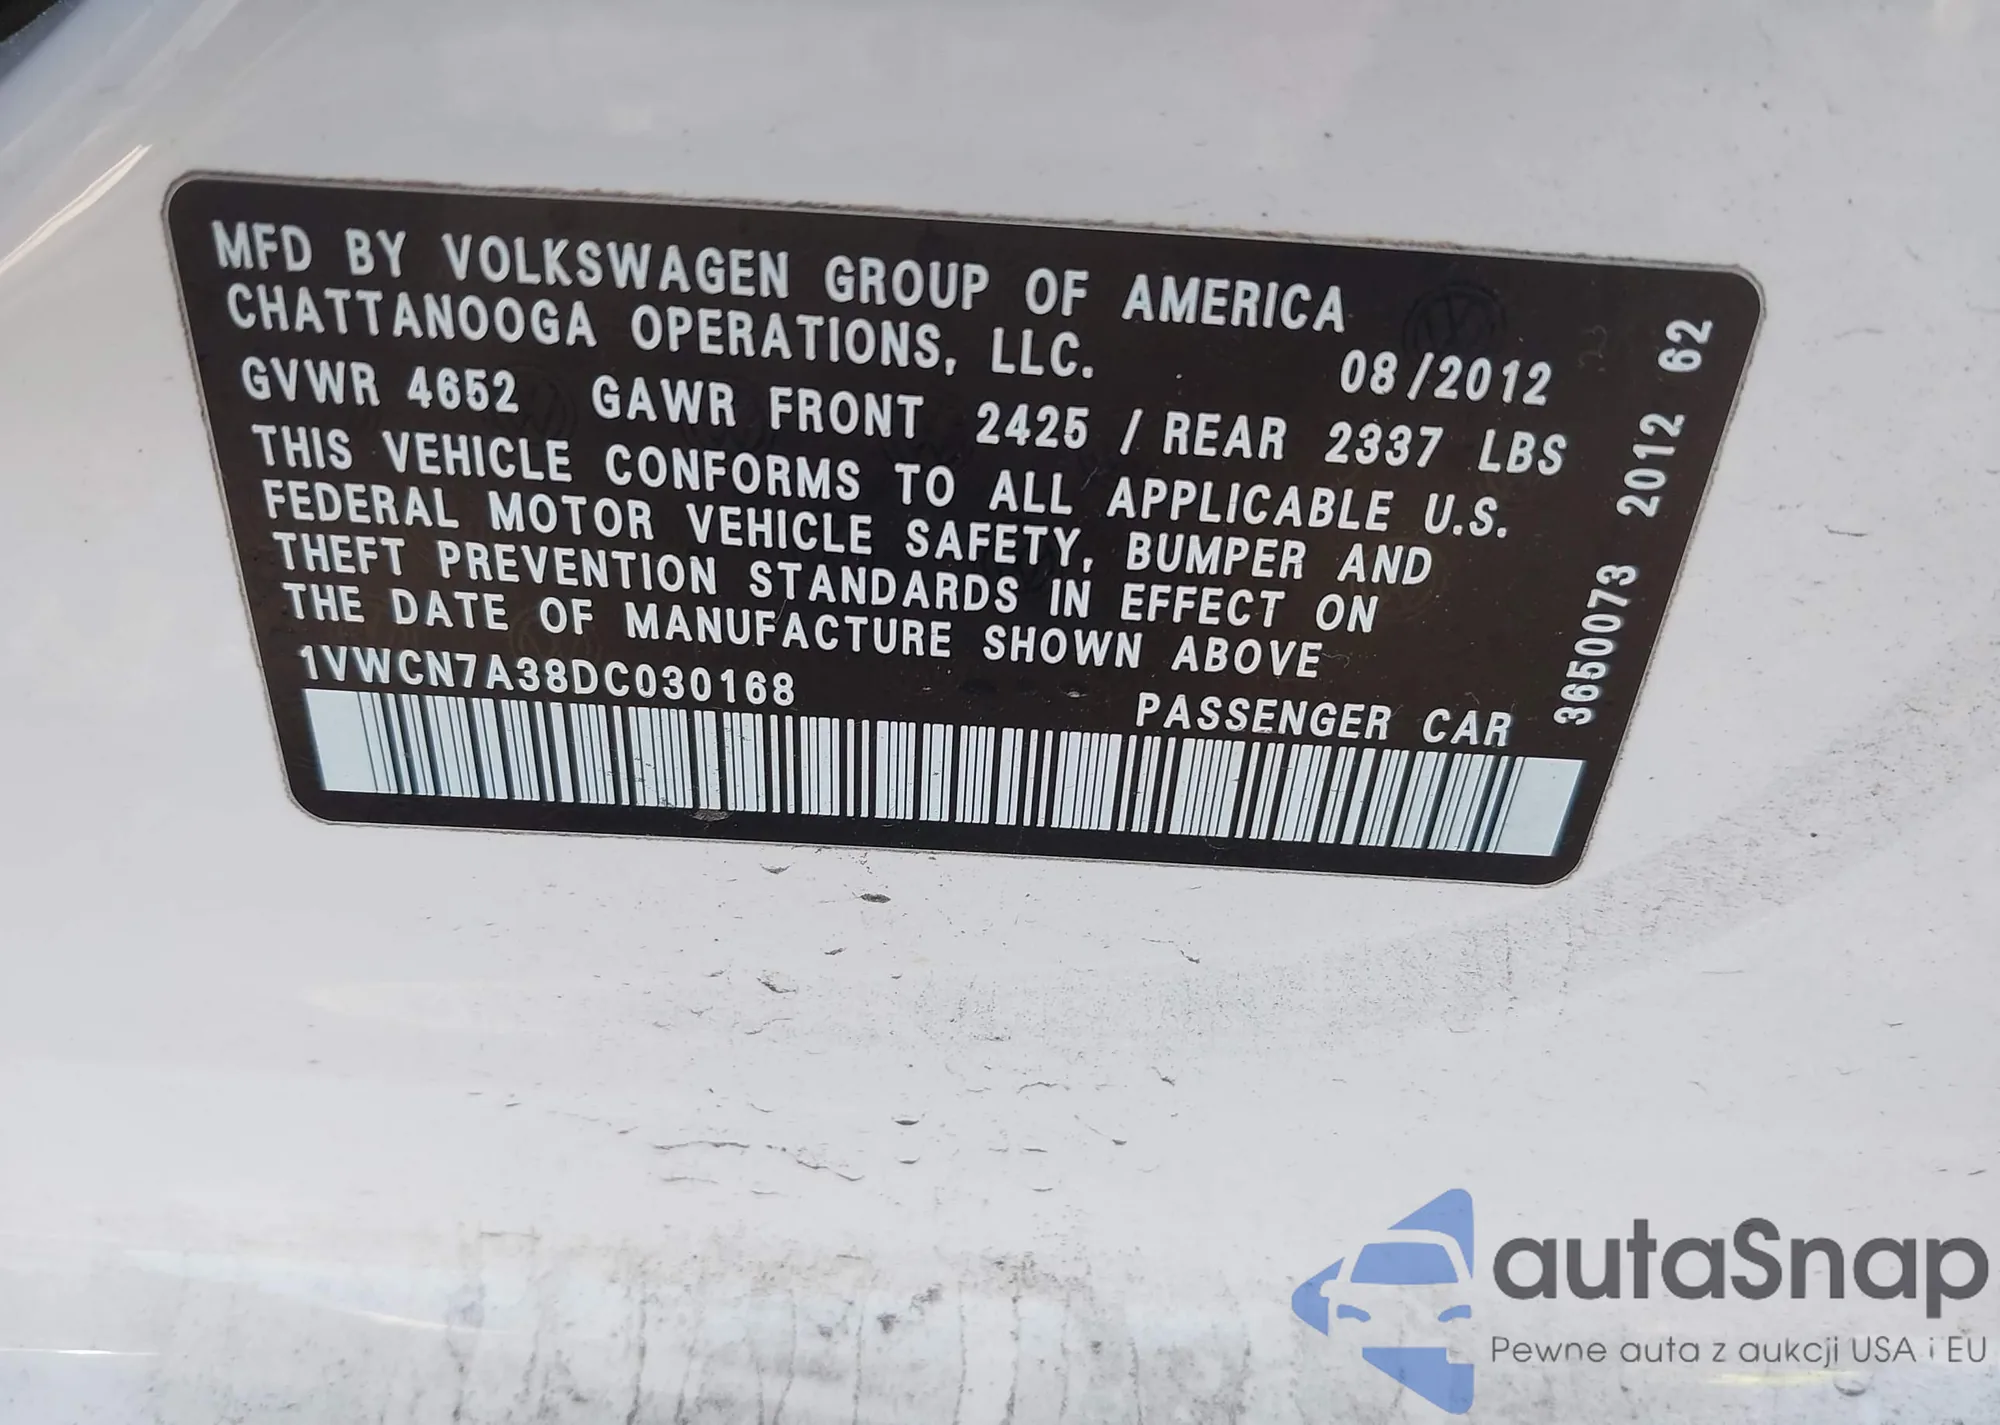 MFD BY VOLKSWAGEN GROUP OF AMERICA
CHATTANOOGA OPERATIONS, LLC. 08/2012
GVWR 4652 GAWR FRONT 2425 / REAR 2337 LBS
THIS VEHICLE CONFORMS TO ALL APPLICABLE U.S.
FEDERAL MOTOR VEHICLE SAFETY, BUMPER AND
THEFT PREVENTION STANDARDS IN EFFECT ON
THE DATE OF MANUFACTURE SHOWN ABOVE
1VWCN7A38DC030168 PASSENGER CAR
3650073 2012 62
autaSnap
Pewne auta z aukcji USA i EU